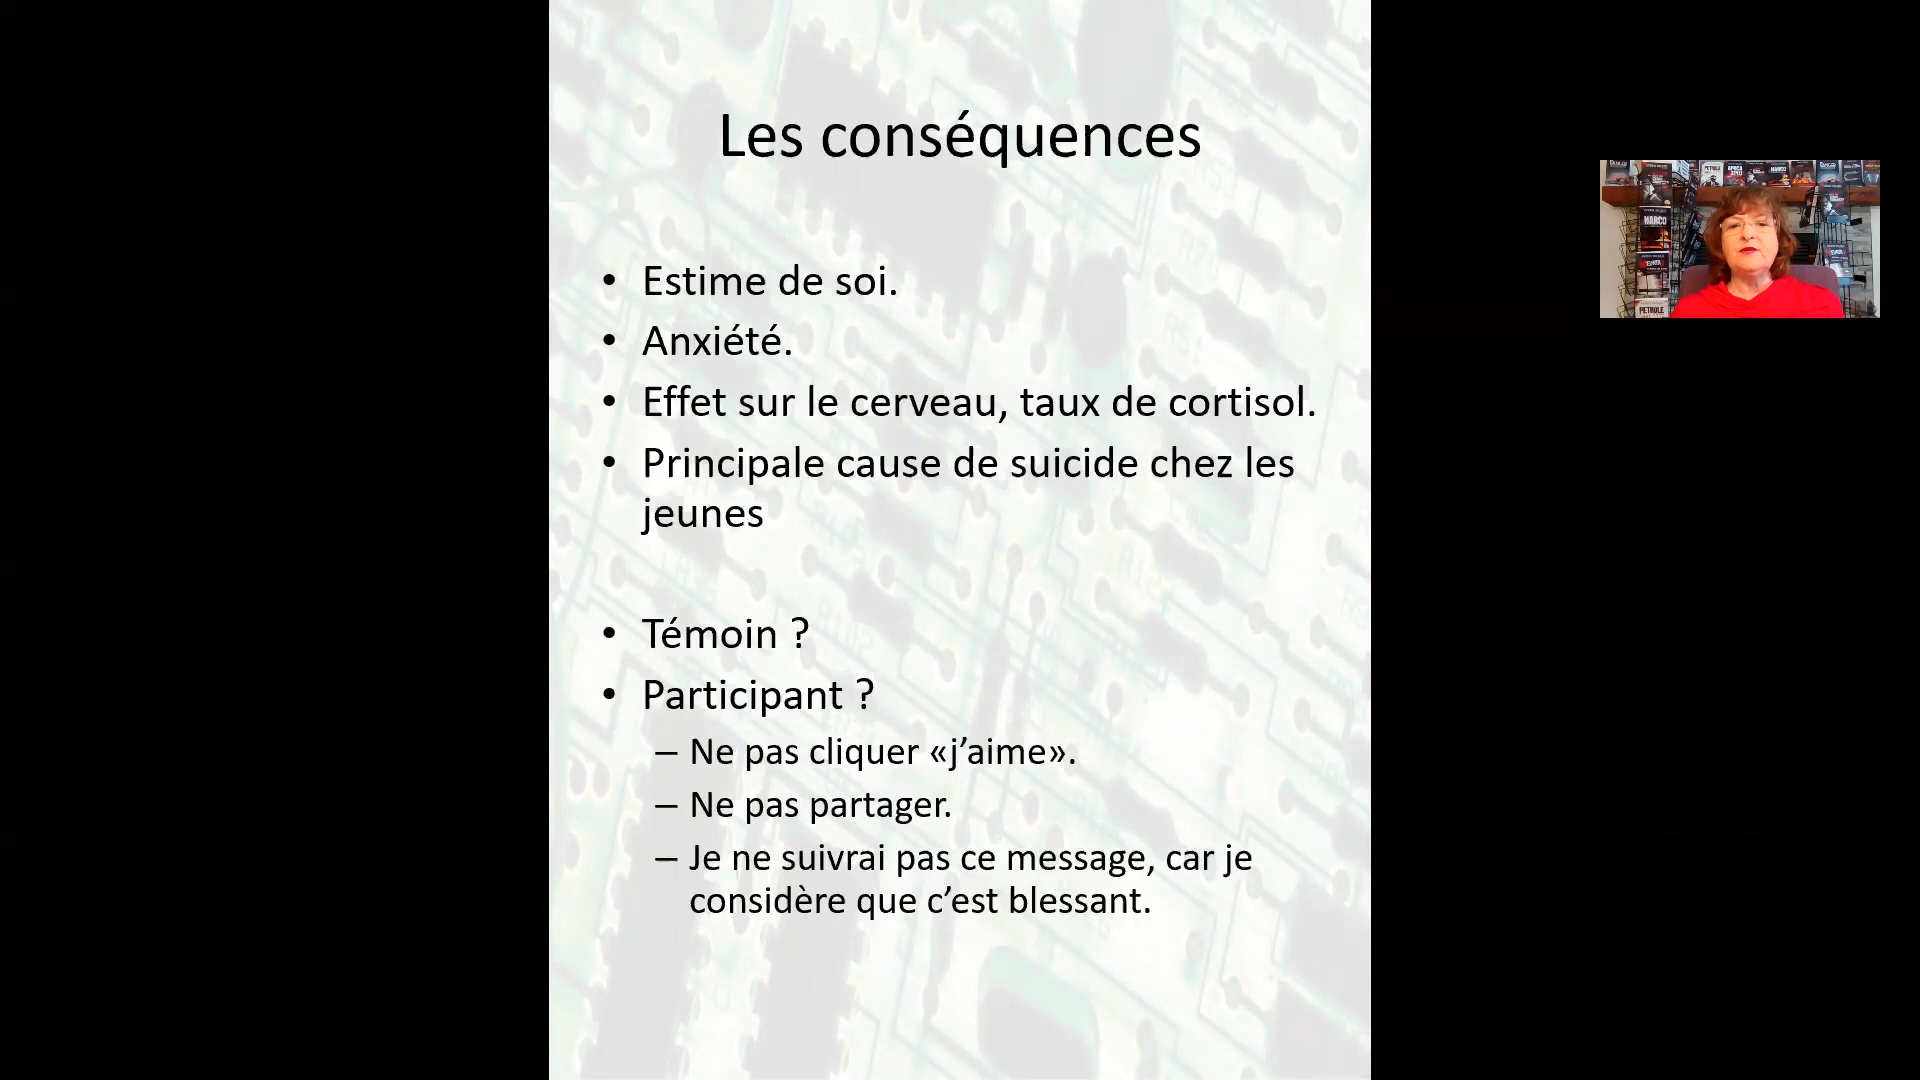 Les conséquences
• Estime de soi.
• Anxiété.
• Effet sur le cerveau, taux de cortisol.
• Principale cause de suicide chez les
jeunes
• Témoin ?
• Participant ?
– Ne pas cliquer «j’aime».
– Ne pas partager.
– Je ne suivrai pas ce message, car je
considère que c’est blessant.
NARCO
PETROLE